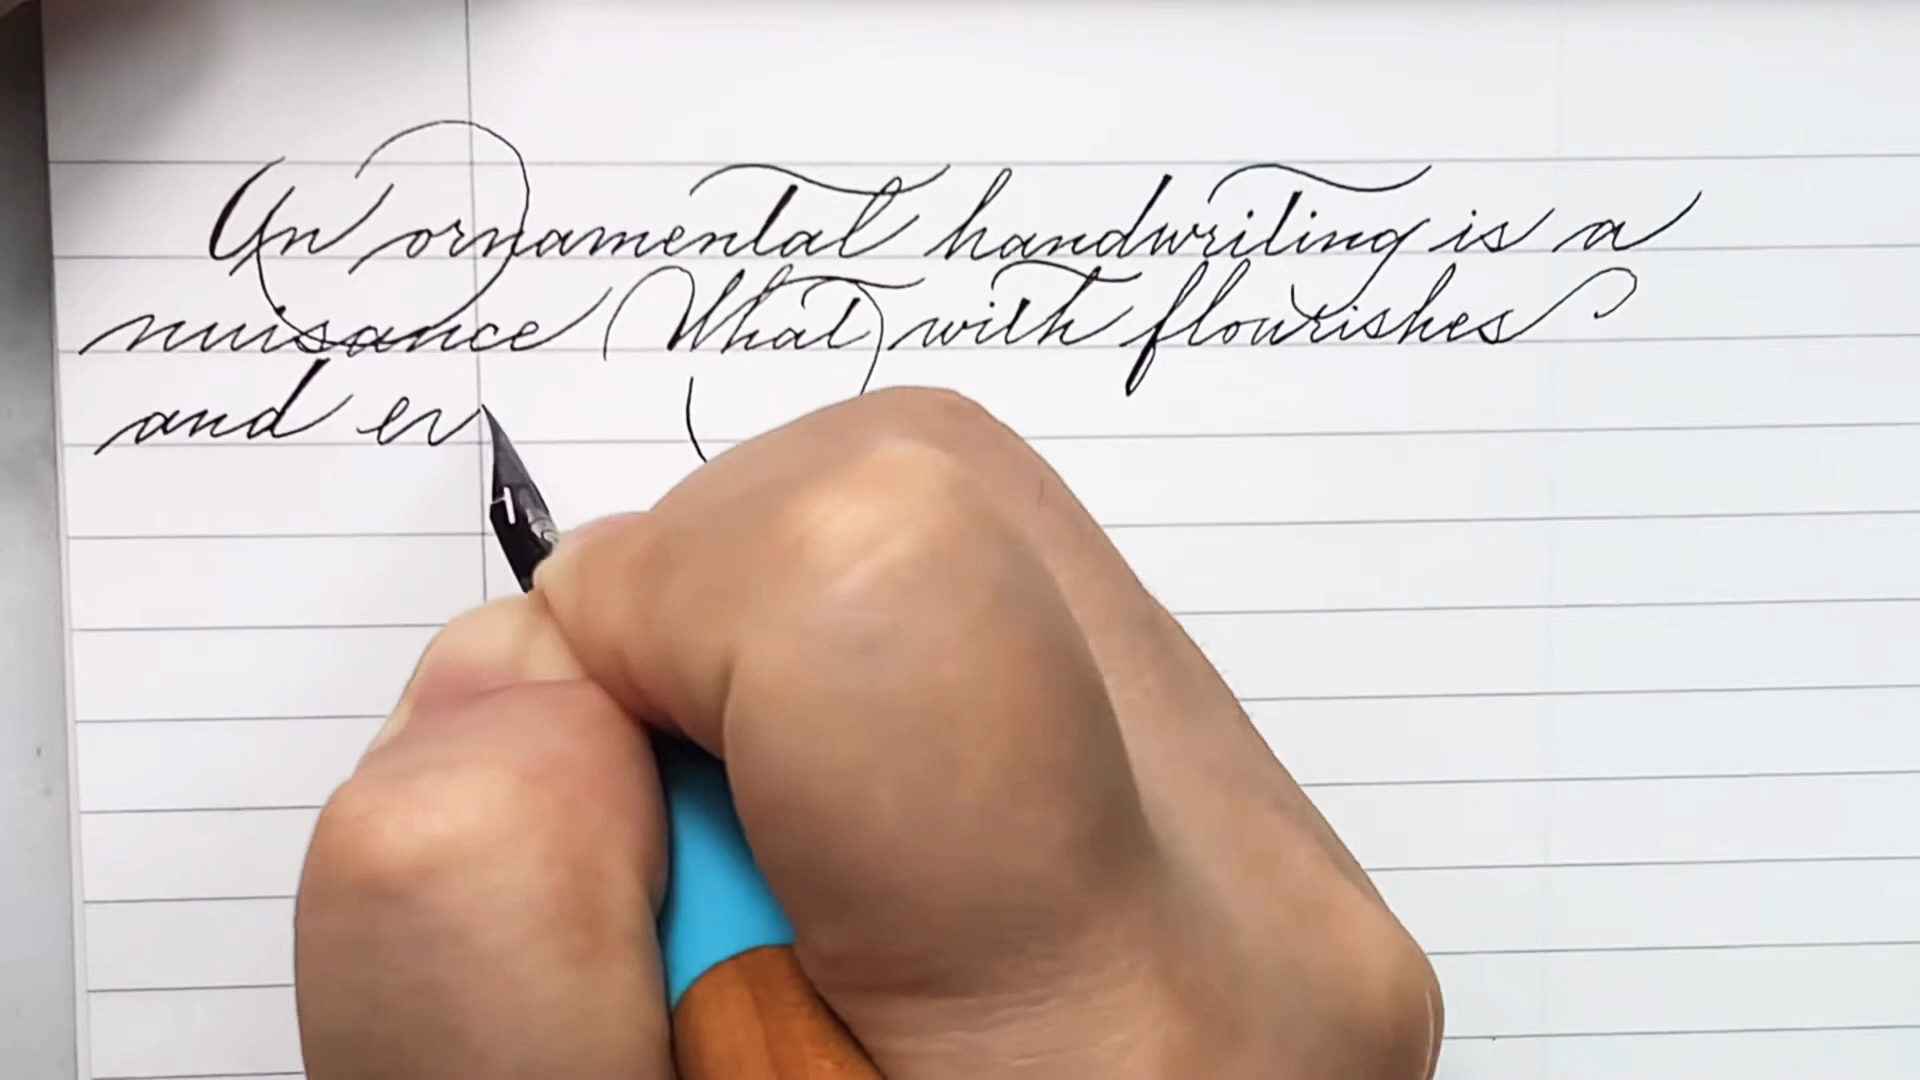 An ornamental handwriting is a
nuisance What with flourishes
and